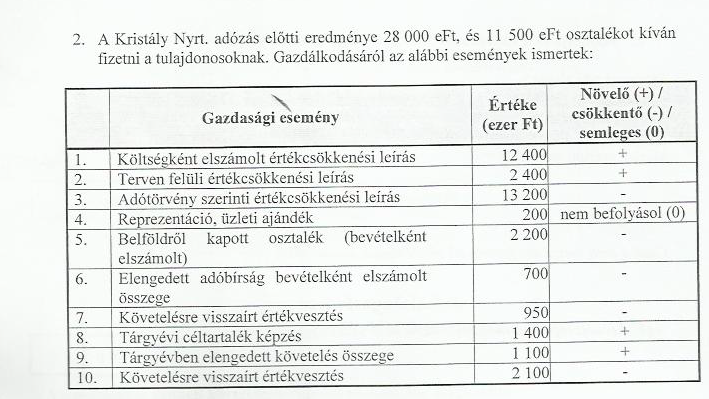 2. A Kristály Nyrt. adózás előtti eredménye 28 000 eFt, és 11 500 eFt osztalékot kíván
fizetni a tulajdonosoknak. Gazdálkodásáról az alábbi események ismertek:
Gazdasági esemény Értéke (ezer Ft) Növelő (+) / csökkentő (-) / semleges (0)
1. Költségként elszámolt értékcsökkenési leírás 12 400 +
2. Terven felüli értékcsökkenési leírás 2 400 +
3. Adótörvény szerinti értékcsökkenési leírás 13 200 -
4. Reprezentáció, üzleti ajándék 200 nem befolyásol (0)
5. Belföldről kapott osztalék (bevételként 2 200 -
elszámolt)
6. Elengedett adóbírság bevételként elszámolt 700 -
összege
7. Követelésre visszaírt értékvesztés 950 -
8. Tárgyévi céltartalék képzés 1 400 +
9. Tárgyévben elengedett követelés összege 1 100 +
10. Követelésre visszaírt értékvesztés 2 100 -